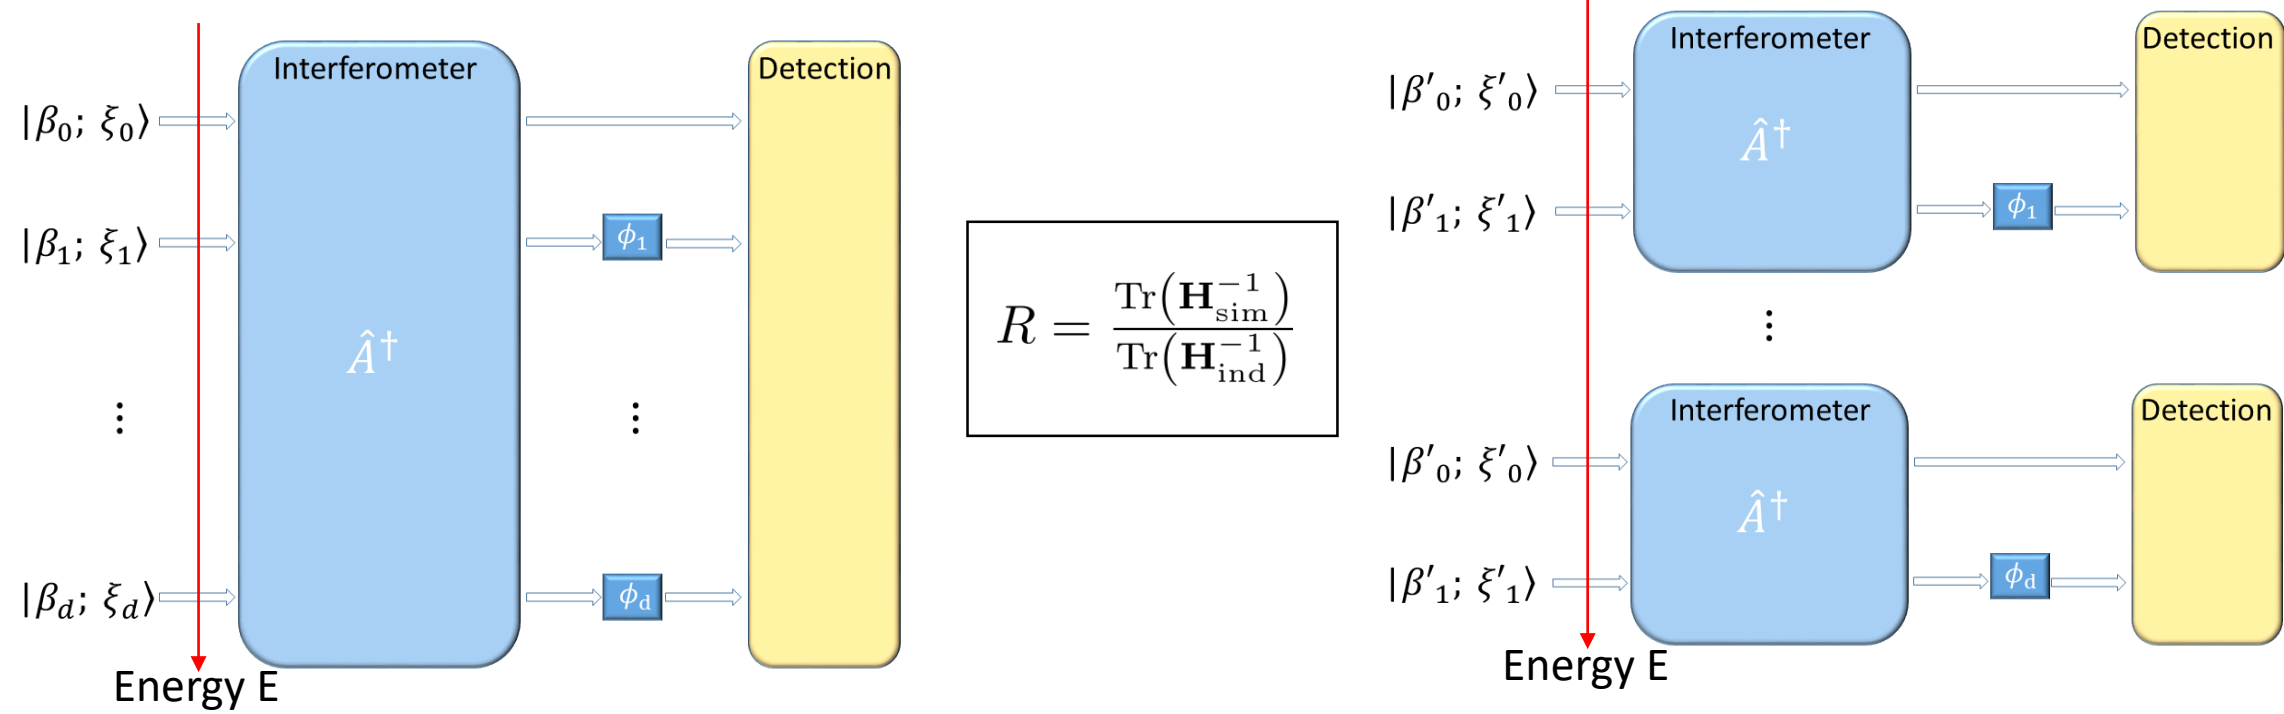 Interferometer
Detection
|β₀; ξ₀⟩
|β₁; ξ₁⟩
ϕ₁
Â†
⋮
⋮
|β_d; ξ_d⟩
ϕ_d
Energy E
R = Tr(H_sim^−1) / Tr(H_ind^−1)
Interferometer
Detection
|β′₀; ξ′₀⟩
Â†
|β′₁; ξ′₁⟩
ϕ₁
⋮
Interferometer
Detection
|β′₀; ξ′₀⟩
Â†
|β′₁; ξ′₁⟩
ϕ_d
Energy E